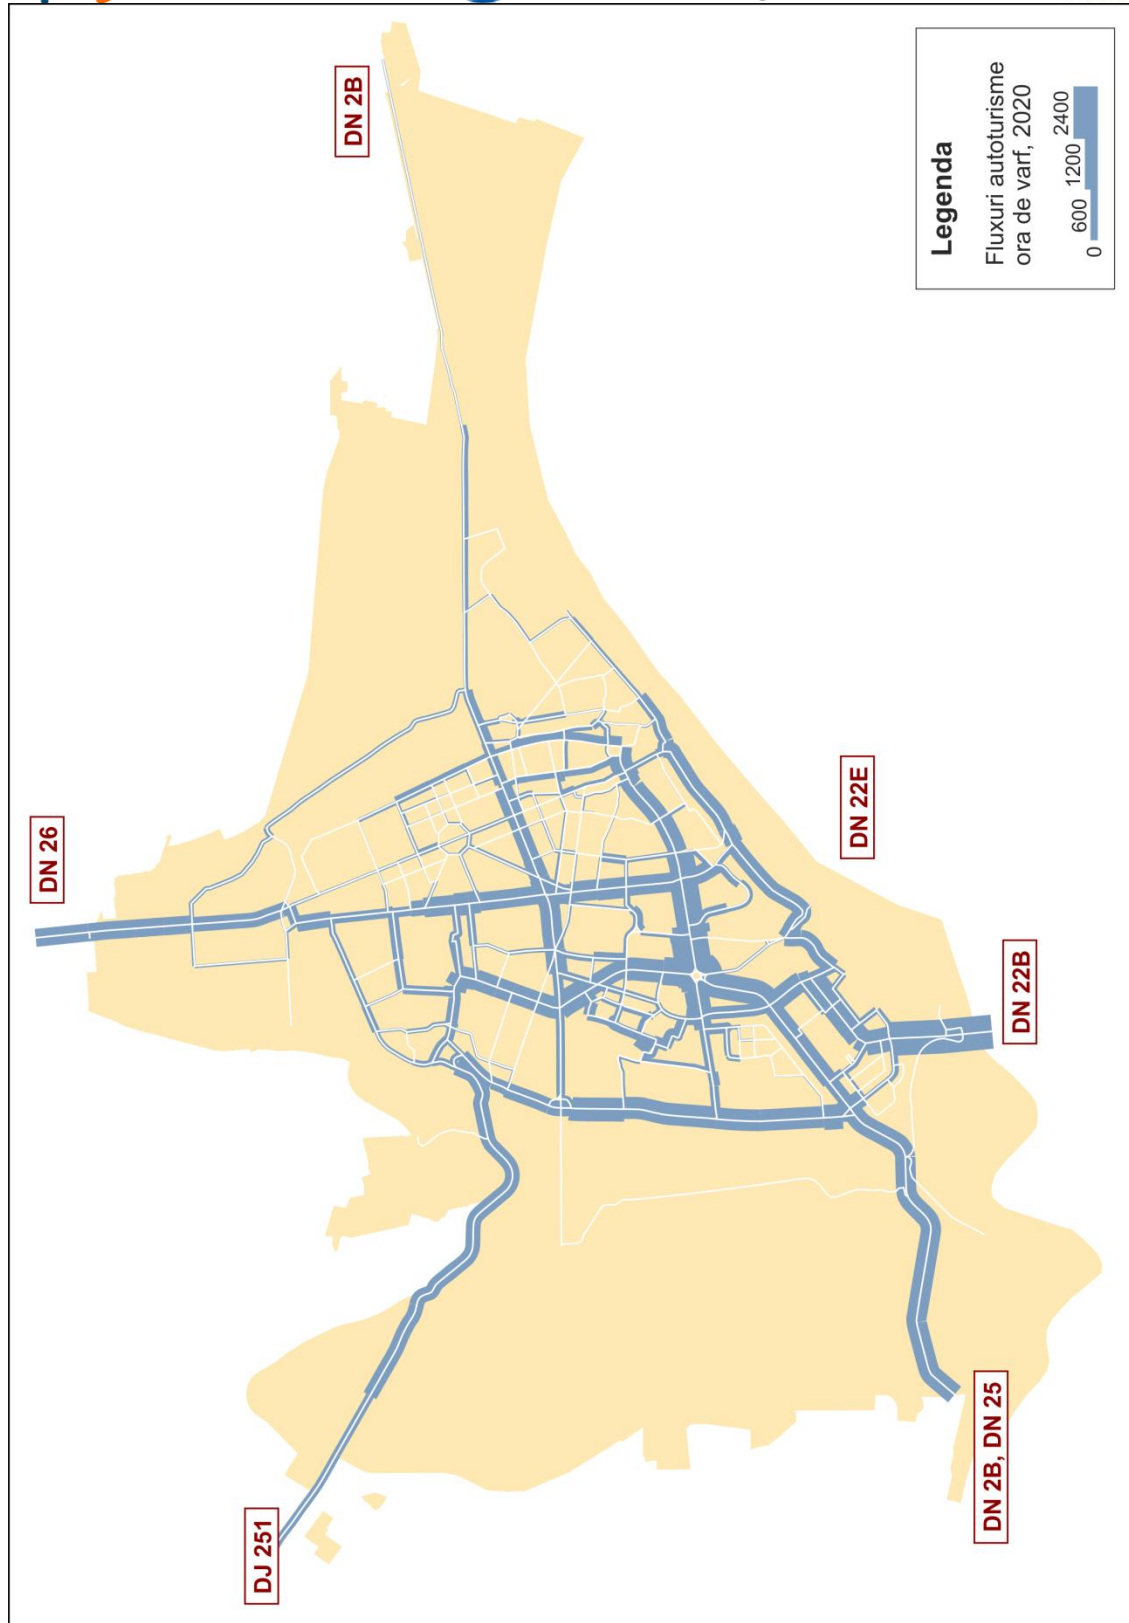 DN 2B
DN 26
DN 22E
DN 22B
DJ 251
DN 2B, DN 25
Legenda
Fluxuri autoturisme
ora de varf, 2020
0 600 1200 2400